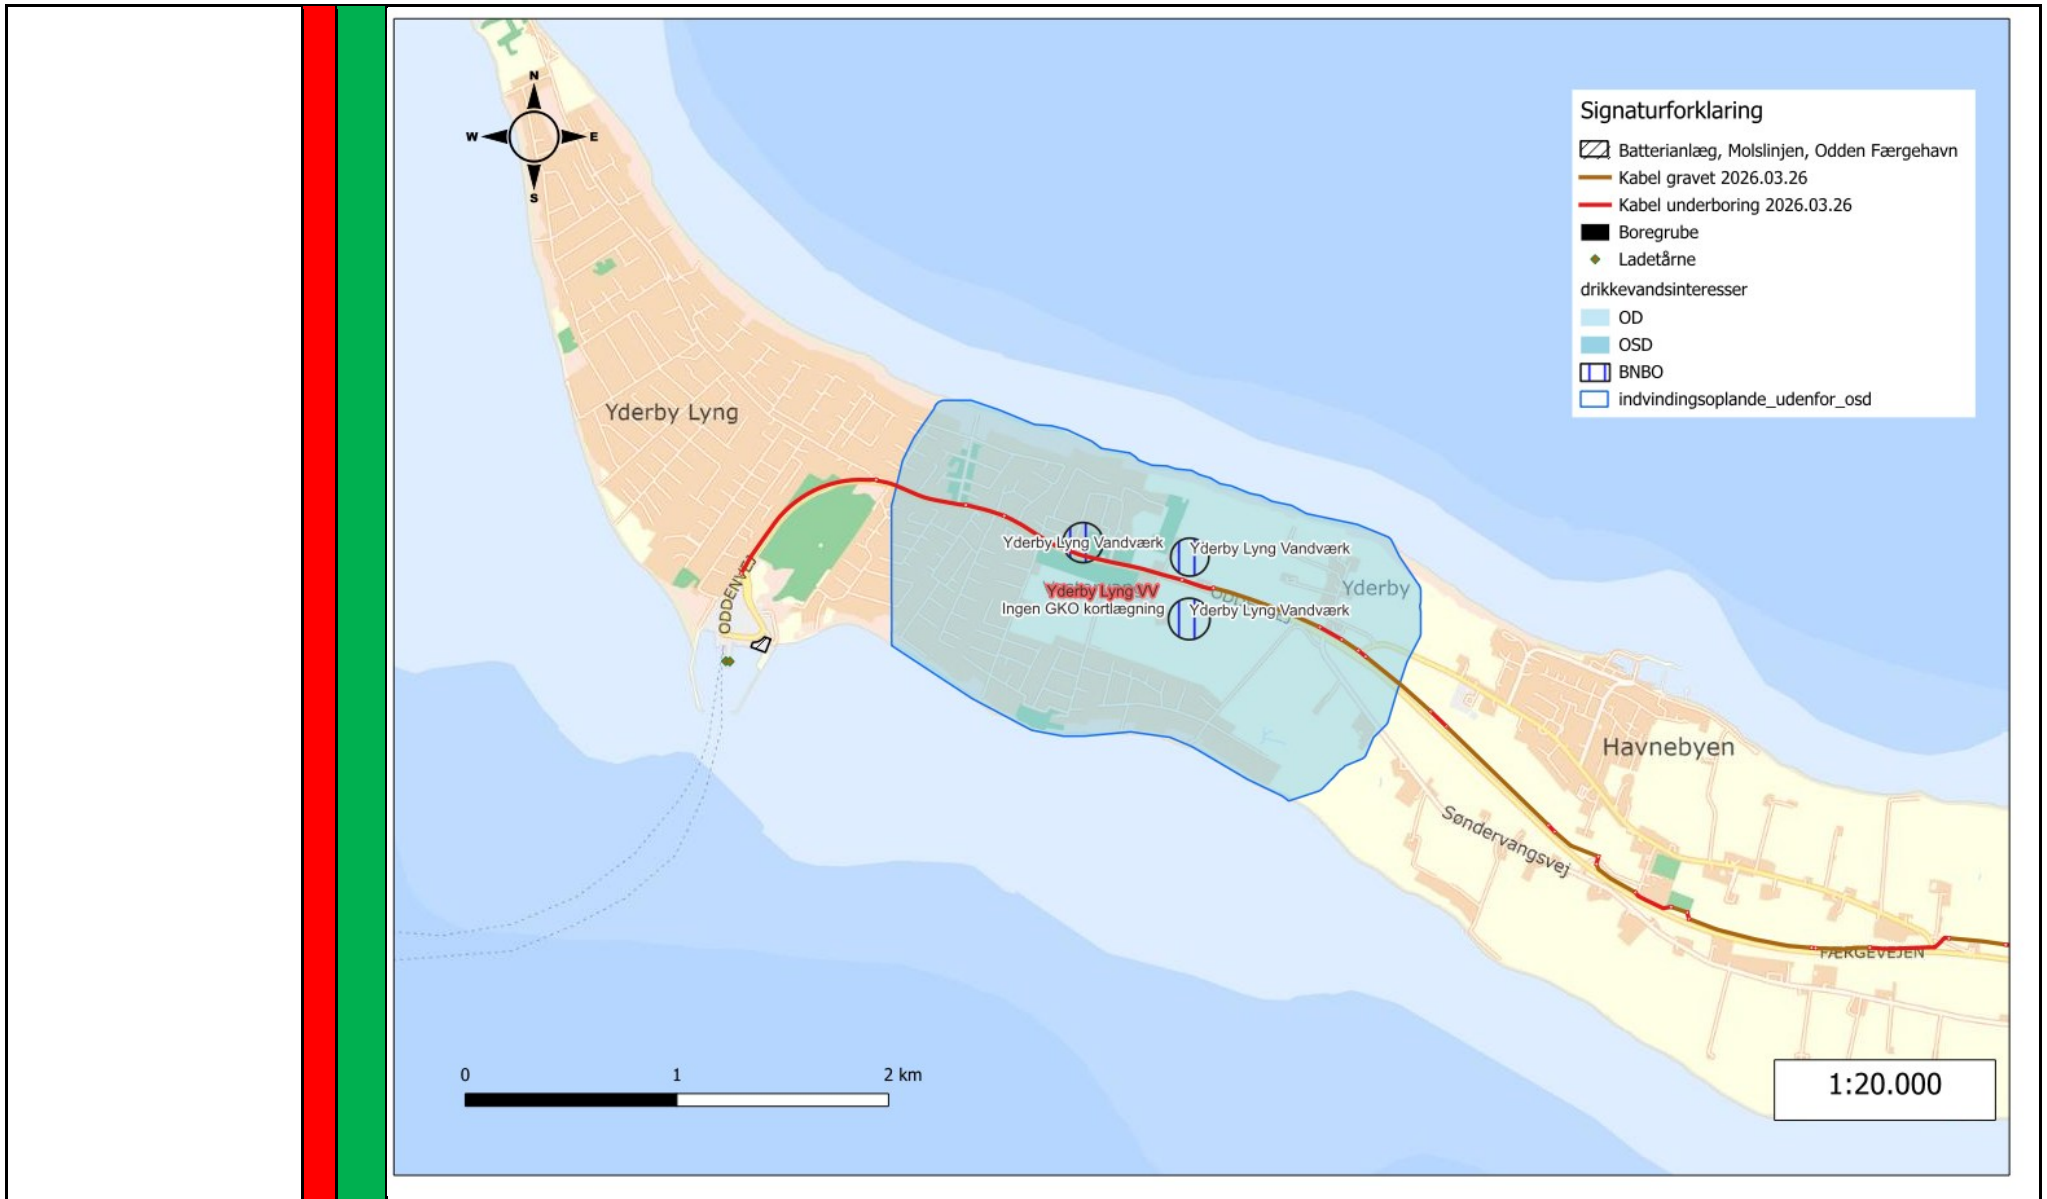 N
W E
S
Signaturforklaring
Batterianlæg, Molslinjen, Odden Færgehavn
Kabel gravet 2026.03.26
Kabel underboring 2026.03.26
Boregrube
Ladetårne
drikkevandsinteresser
OD
OSD
BNBO
indvindingsoplande_udenfor_osd
Yderby Lyng
Yderby Lyng Vandværk
Yderby Lyng Vandværk
Yderby
Yderby Lyng VV
Ingen GKO kortlægning
Yderby Lyng Vandværk
ODDENVEJ
Havnebyen
Søndervangsvej
FÆRGEVEJEN
0 1 2 km
1:20.000